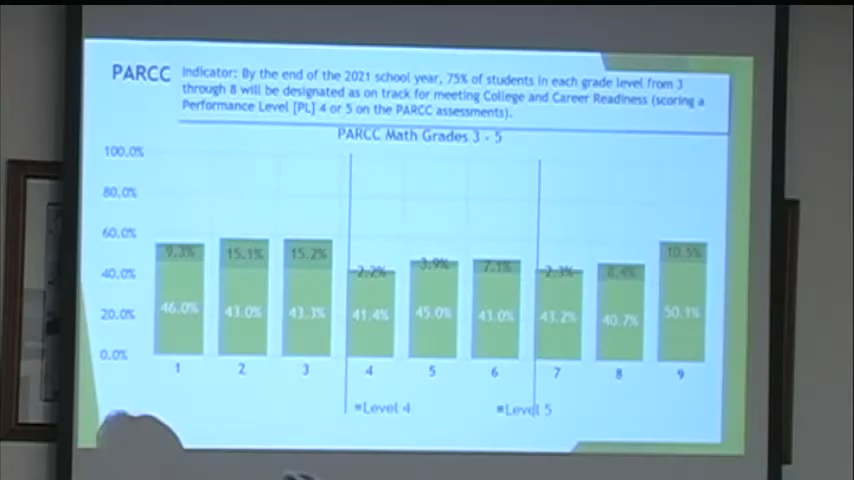 PARCC
Indicator: By the end of the 2021 school year, 75% of students in each grade level from 3
through 8 will be designated as on track for meeting College and Career Readiness (scoring a
Performance Level [PL] 4 or 5 on the PARCC assessments).
PARCC Math Grades 3 - 5
100.0%
80.0%
60.0%
40.0%
20.0%
0.0%
9.3% 15.1% 15.2% 2.2% 3.9% 7.1% 2.3% 10.5%
46.0% 43.0% 43.3% 41.4% 45.0% 43.0% 43.2% 40.7% 50.1%
1 2 3 4 5 6 7 8 9
Level 4 Level 5